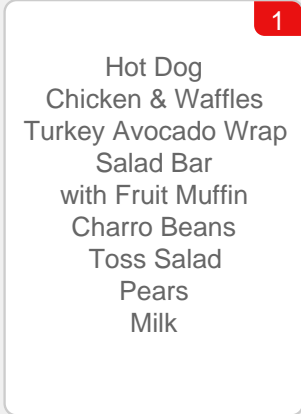 1
Hot Dog
Chicken & Waffles
Turkey Avocado Wrap
Salad Bar
with Fruit Muffin
Charro Beans
Toss Salad
Pears
Milk